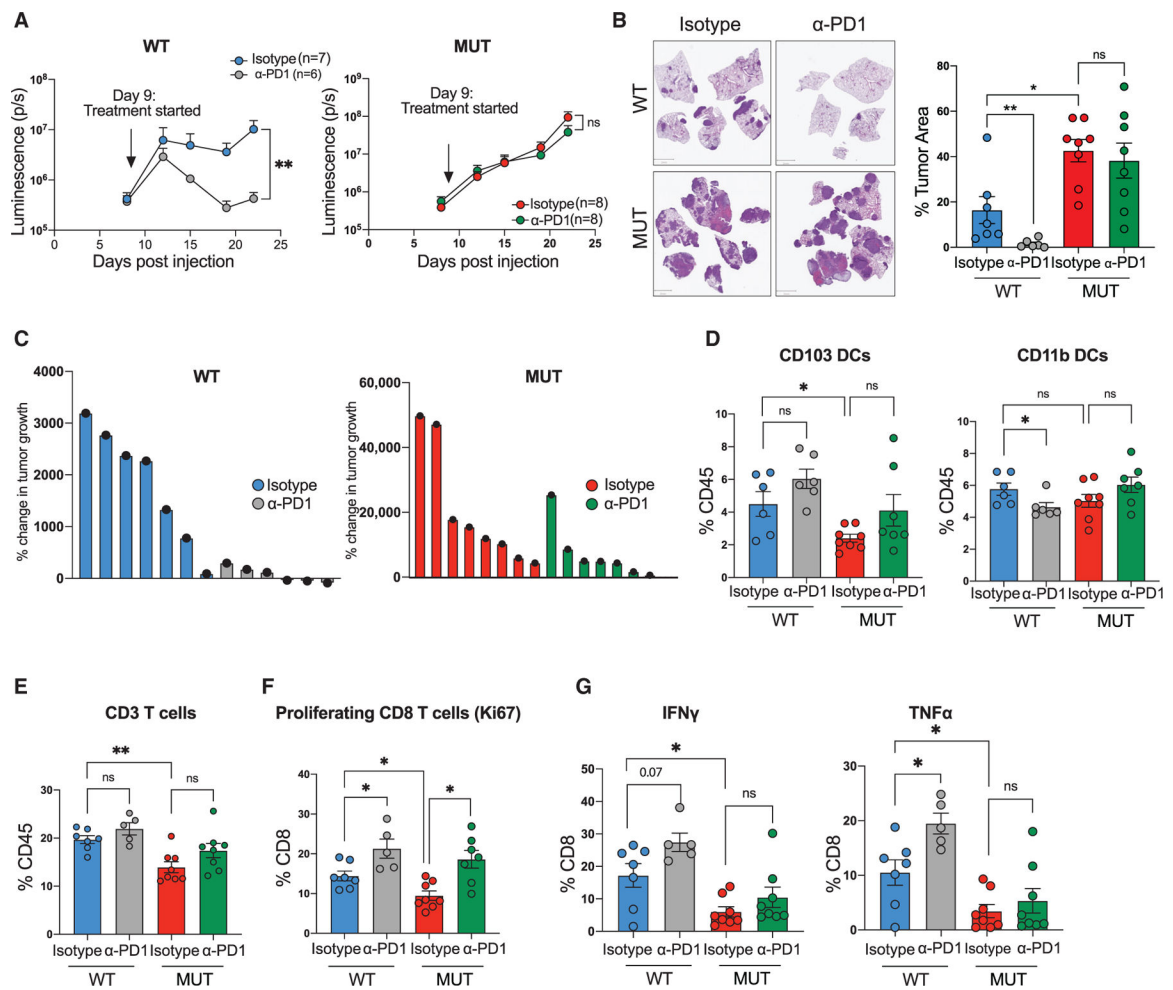 A
WT
Isotype (n=7)
α-PD1 (n=6)
Luminescence (p/s)
10⁸
10⁷
10⁶
10⁵
Day 9:
Treatment started
**
0 5 10 15 20 25
Days post injection
MUT
Luminescence (p/s)
10⁹
10⁸
10⁷
10⁶
10⁵
Day 9:
Treatment started
ns
Isotype(n=8)
α-PD1(n=8)
0 5 10 15 20 25
Days post injection
B
Isotype α-PD1
WT
MUT
% Tumor Area
80
60
40
20
0
ns
*
**
Isotype α-PD1 Isotype α-PD1
WT MUT
C
WT
% change in tumor growth
4000
3000
2000
1000
0
Isotype
α-PD1
MUT
% change in tumor growth
60,000
40,000
20,000
0
Isotype
α-PD1
D
CD103 DCs
% CD45
10
8
6
4
2
0
*
ns
ns
Isotype α-PD1 Isotype α-PD1
WT MUT
CD11b DCs
% CD45
10
8
6
4
2
0
ns
ns
*
Isotype α-PD1 Isotype α-PD1
WT MUT
E
CD3 T cells
% CD45
40
30
20
10
0
**
ns
ns
Isotype α-PD1 Isotype α-PD1
WT MUT
F
Proliferating CD8 T cells (Ki67)
% CD8
40
30
20
10
0
*
*
*
Isotype α-PD1 Isotype α-PD1
WT MUT
G
IFNγ
% CD8
50
40
30
20
10
0
*
0.07
ns
Isotype α-PD1 Isotype α-PD1
WT MUT
TNFα
% CD8
30
20
10
0
*
*
ns
Isotype α-PD1 Isotype α-PD1
WT MUT